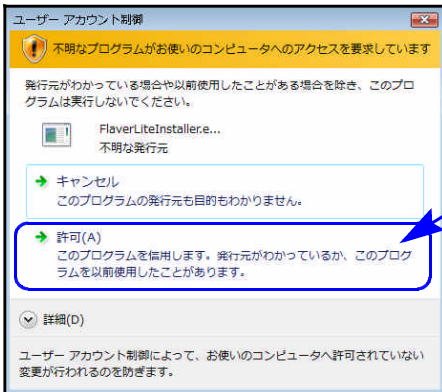 ユーザー アカウント制御
不明なプログラムがお使いのコンピュータへのアクセスを要求しています
発行元がわかっている場合や以前使用したことがある場合を除き、このプロ
グラムは実行しないでください。
FlaverLiteInstaller.e...
不明な発行元
キャンセル
このプログラムの発行元も目的もわかりません。
許可(A)
このプログラムを信用します。発行元がわかっているか、このプログ
ラムを以前使用したことがあります。
詳細(D)
ユーザー アカウント制御によって、お使いのコンピュータへ許可されていない
変更が行われるのを防ぎます。